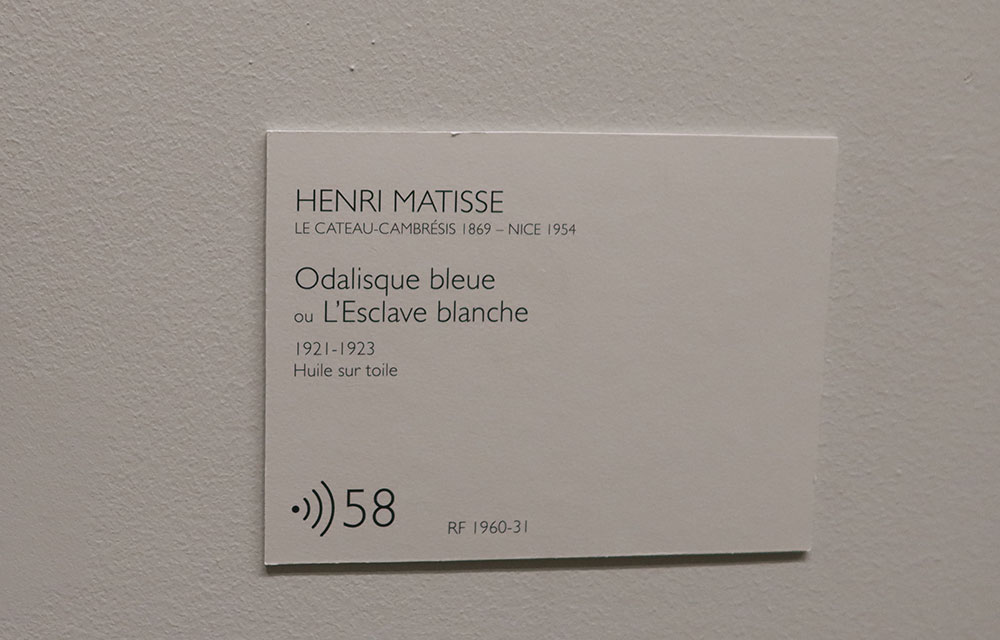 HENRI MATISSE
LE CATEAU-CAMBRÉSIS 1869 – NICE 1954
Odalisque bleue
ou L'Esclave blanche
1921-1923
Huile sur toile
58
RF 1960-31